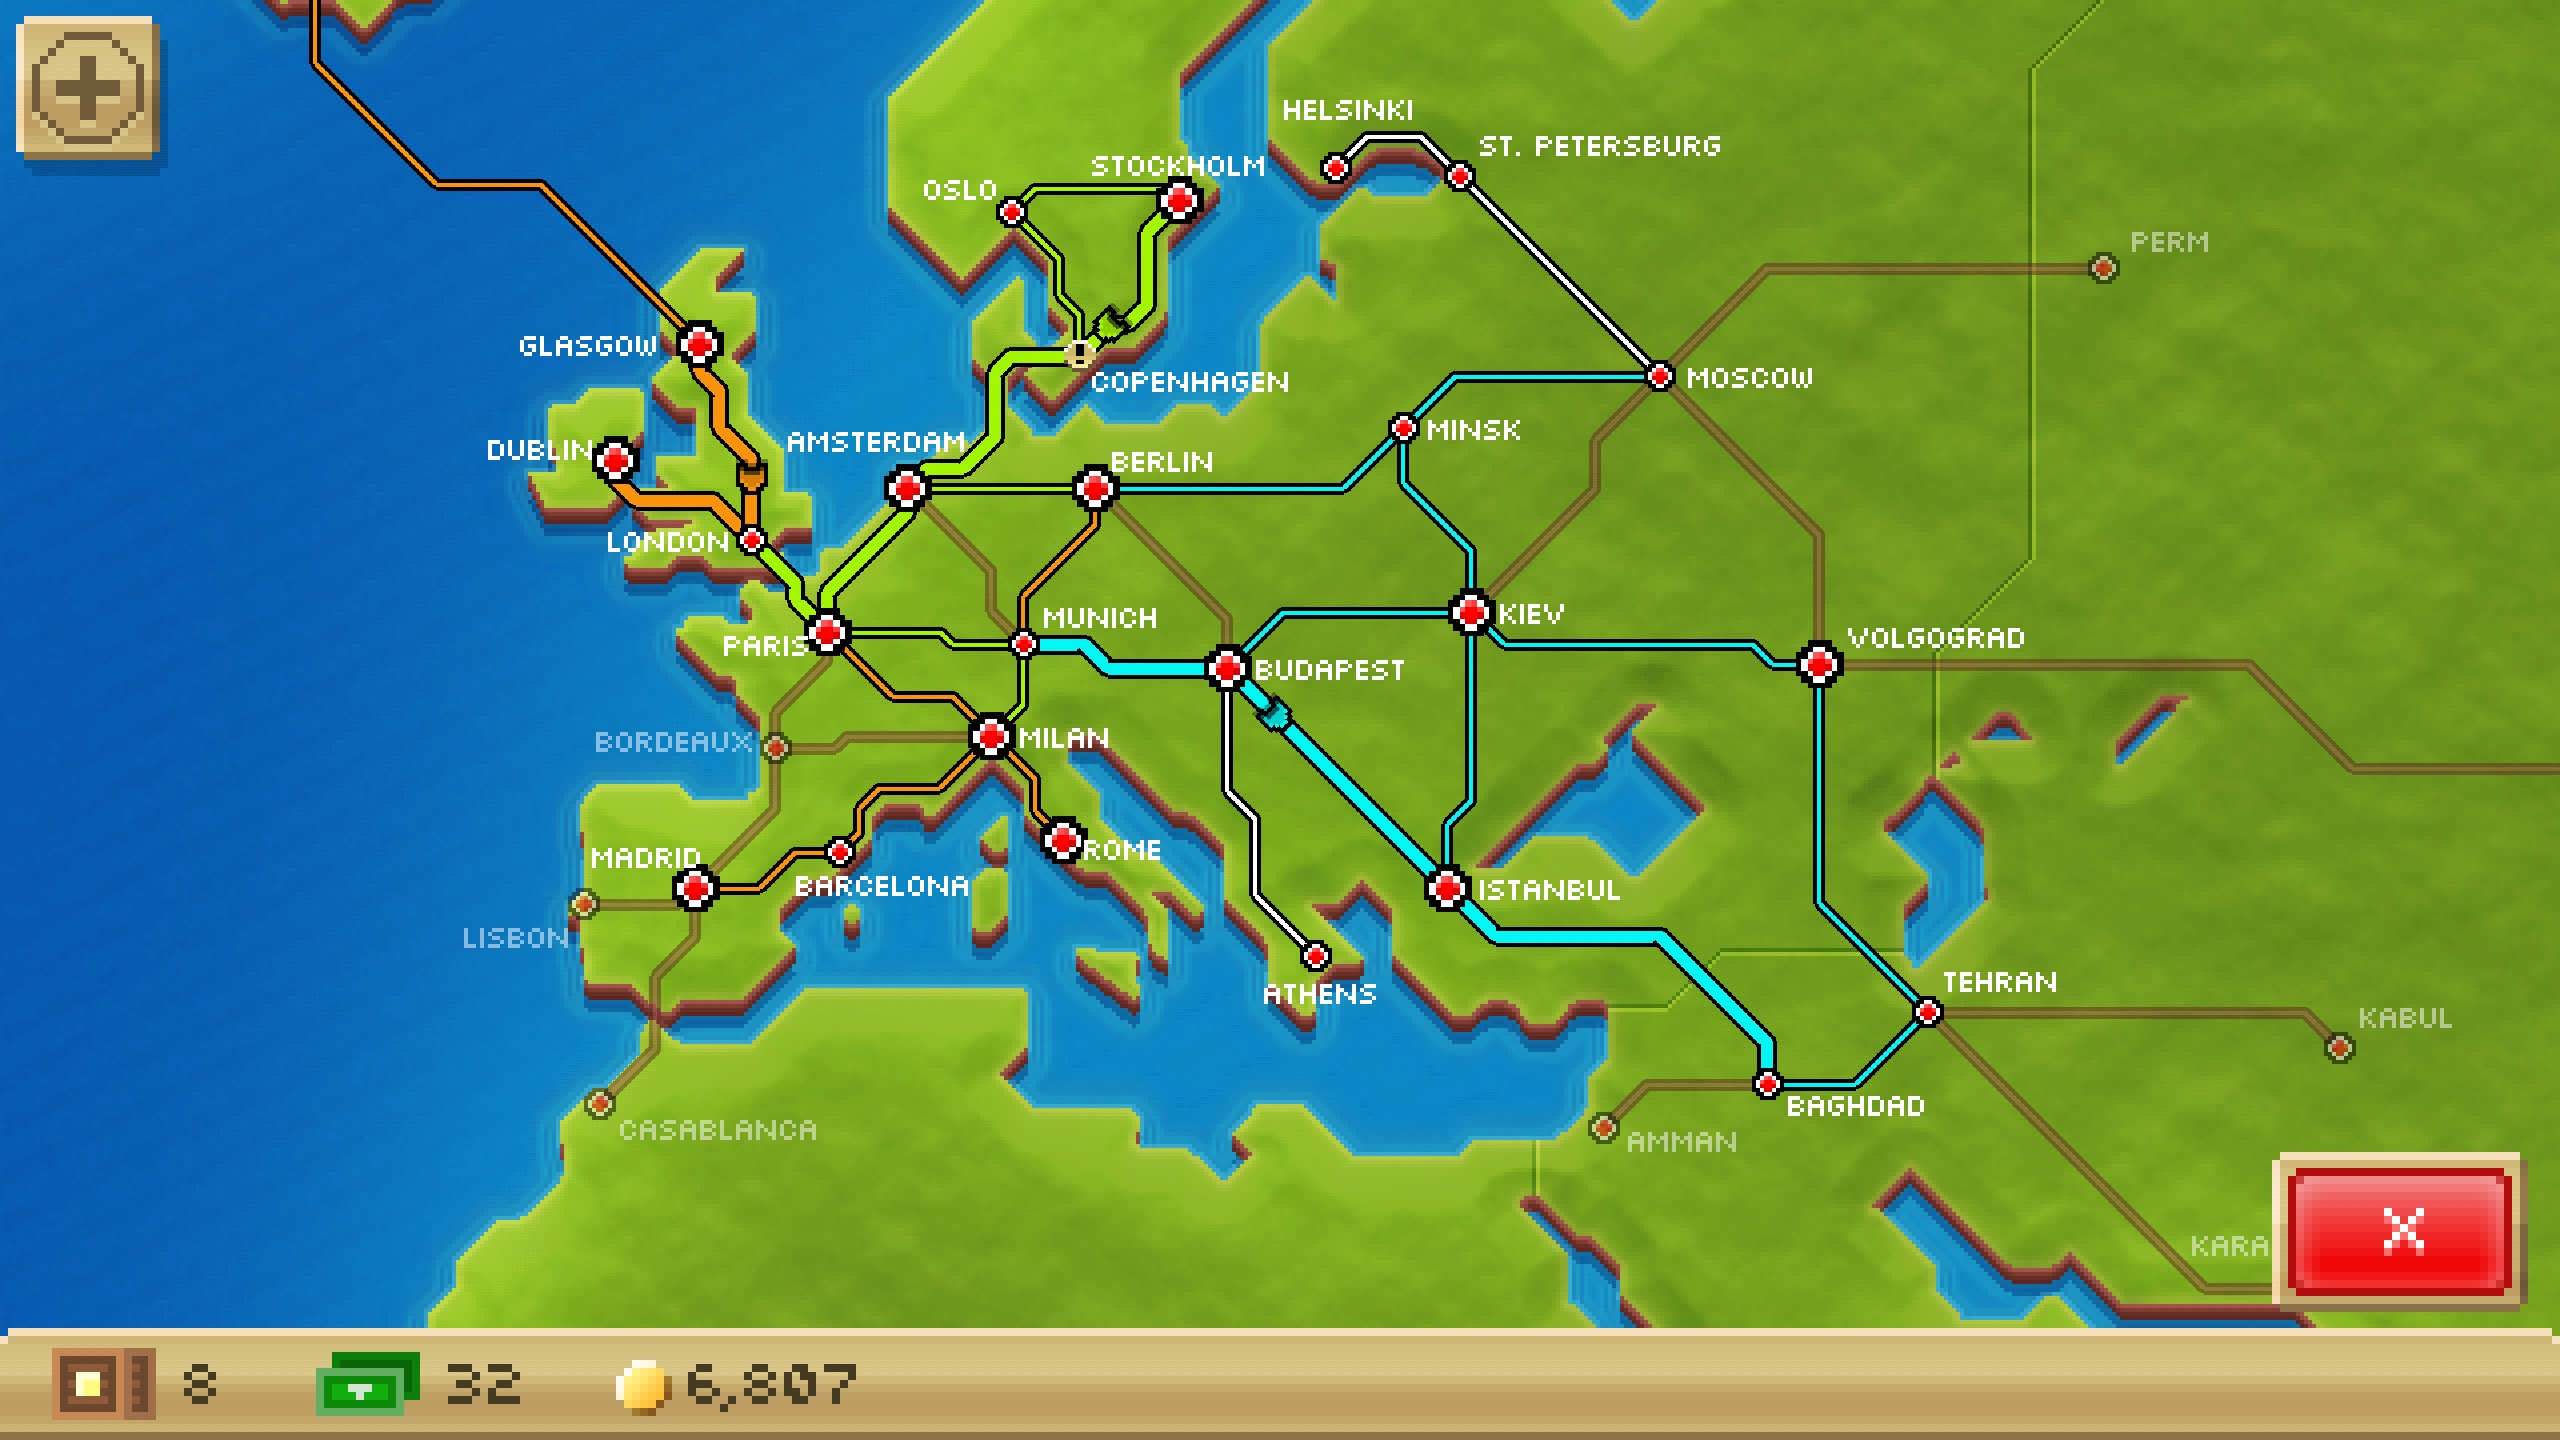 HELSINKI
ST. PETERSBURG
STOCKHOLM
OSLO
PERM
GLASGOW
COPENHAGEN
MOSCOW
MINSK
DUBLIN
AMSTERDAM
BERLIN
LONDON
MUNICH
KIEV
VOLGOGRAD
PARIS
BUDAPEST
BORDEAUX
MILAN
MADRID
ROME
BARCELONA
ISTANBUL
LISBON
ATHENS
TEHRAN
KABUL
CASABLANCA
BAGHDAD
AMMAN
KARA
X
8
32
6,807